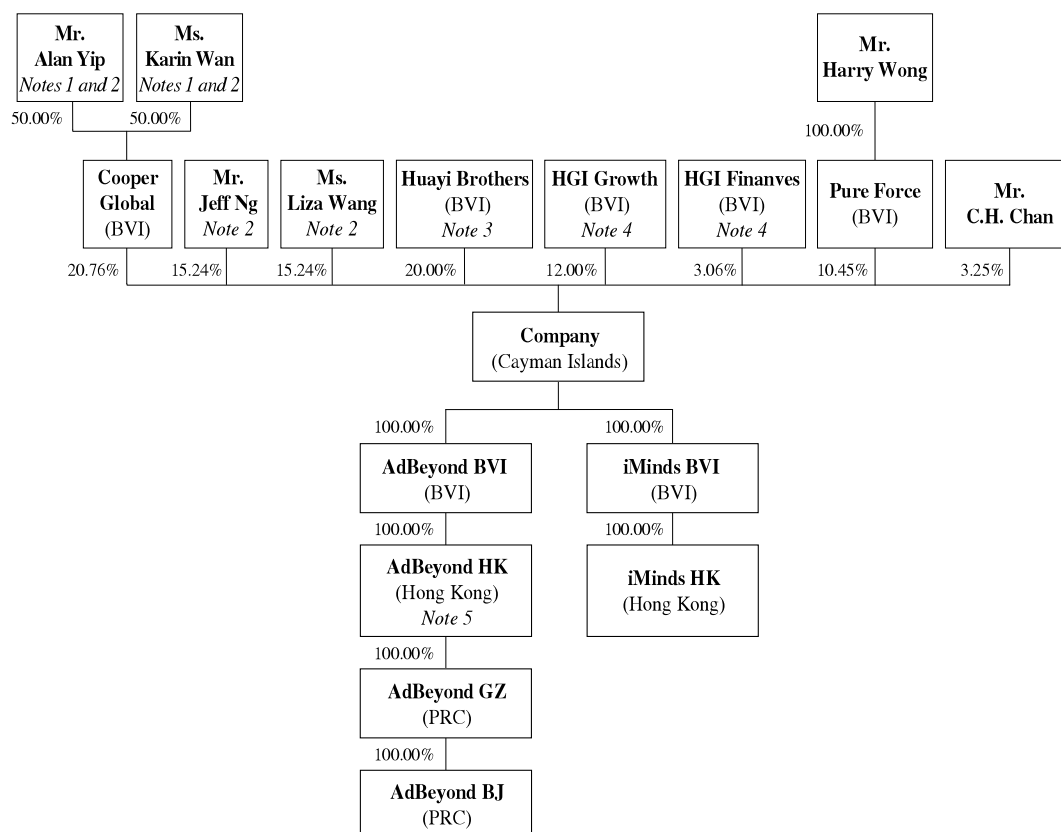 Mr.
Alan Yip
Notes 1 and 2
Ms.
Karin Wan
Notes 1 and 2
Mr.
Harry Wong
50.00%
50.00%
100.00%
Cooper
Global
(BVI)
Mr.
Jeff Ng
Note 2
Ms.
Liza Wang
Note 2
Huayi Brothers
(BVI)
Note 3
HGI Growth
(BVI)
Note 4
HGI Finanves
(BVI)
Note 4
Pure Force
(BVI)
Mr.
C.H. Chan
20.76%
15.24%
15.24%
20.00%
12.00%
3.06%
10.45%
3.25%
Company
(Cayman Islands)
100.00%
100.00%
AdBeyond BVI
(BVI)
iMinds BVI
(BVI)
100.00%
100.00%
AdBeyond HK
(Hong Kong)
Note 5
iMinds HK
(Hong Kong)
100.00%
AdBeyond GZ
(PRC)
100.00%
AdBeyond BJ
(PRC)